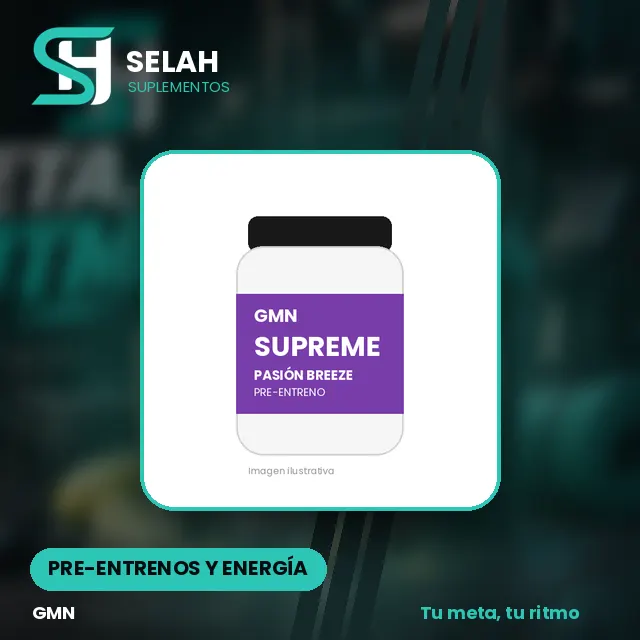 SELAH
SUPLEMENTOS
GMN
SUPREME
PASIÓN BREEZE
PRE-ENTRENO
Imagen ilustrativa
PRE-ENTRENOS Y ENERGÍA
GMN
Tu meta, tu ritmo